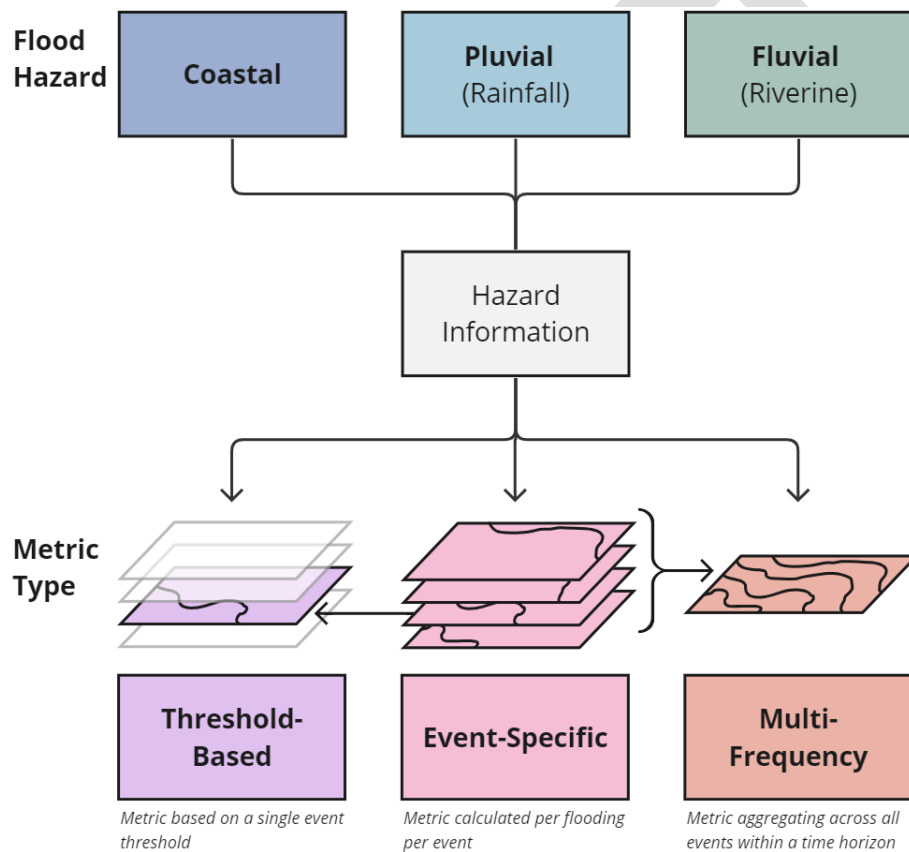 Flood
Hazard
Coastal
Pluvial
(Rainfall)
Fluvial
(Riverine)
Hazard
Information
Metric
Type
Threshold-
Based
Event-Specific
Multi-
Frequency
Metric based on a single event
threshold
Metric calculated per flooding
per event
Metric aggregating across all
events within a time horizon